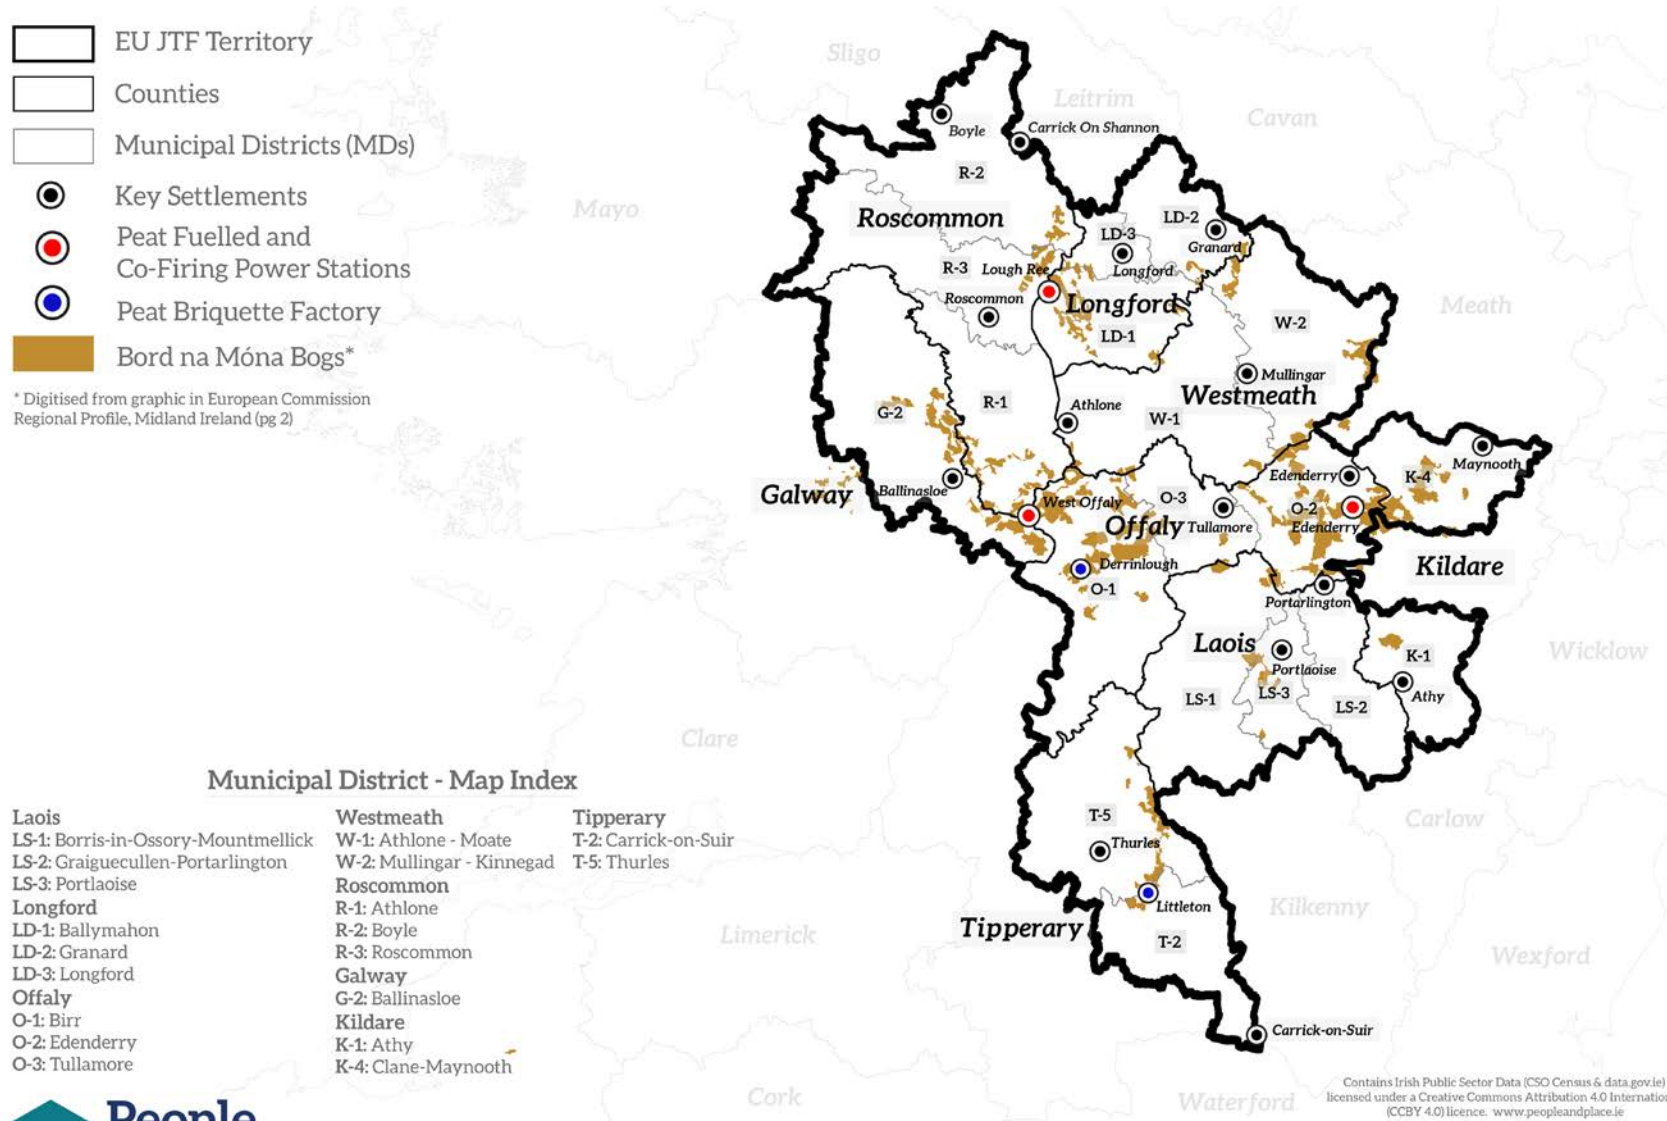 EU JTF Territory
Counties
Municipal Districts (MDs)
Key Settlements
Peat Fuelled and
Co-Firing Power Stations
Peat Briquette Factory
Bord na Móna Bogs*
* Digitised from graphic in European Commission
Regional Profile, Midland Ireland (pg 2)
Sligo
Leitrim
Cavan
Mayo
Meath
Wicklow
Clare
Carlow
Limerick
Kilkenny
Wexford
Cork
Waterford
Boyle
Carrick On Shannon
R-2
Roscommon
LD-2
LD-3
Granard
R-3
Lough Ree
Longford
Roscommon
Longford
LD-1
W-2
Mullingar
Westmeath
G-2
R-1
Athlone
W-1
Maynooth
Edenderry
K-4
Galway
Ballinasloe
West Offaly
O-3
O-2
Offaly
Tullamore
Edenderry
Derrinlough
Kildare
O-1
Portarlington
Laois
Portlaoise
K-1
LS-1
LS-3
LS-2
Athy
T-5
Thurles
Littleton
Tipperary
T-2
Carrick-on-Suir
Municipal District - Map Index
Laois
LS-1: Borris-in-Ossory-Mountmellick
LS-2: Graiguecullen-Portarlington
LS-3: Portlaoise
Longford
LD-1: Ballymahon
LD-2: Granard
LD-3: Longford
Offaly
O-1: Birr
O-2: Edenderry
O-3: Tullamore
Westmeath
W-1: Athlone - Moate
W-2: Mullingar - Kinnegad
Roscommon
R-1: Athlone
R-2: Boyle
R-3: Roscommon
Galway
G-2: Ballinasloe
Kildare
K-1: Athy
K-4: Clane-Maynooth
Tipperary
T-2: Carrick-on-Suir
T-5: Thurles
People
Contains Irish Public Sector Data (CSO Census & data.gov.ie)
licensed under a Creative Commons Attribution 4.0 Internation
(CCBY 4.0) licence. www.peopleandplace.ie